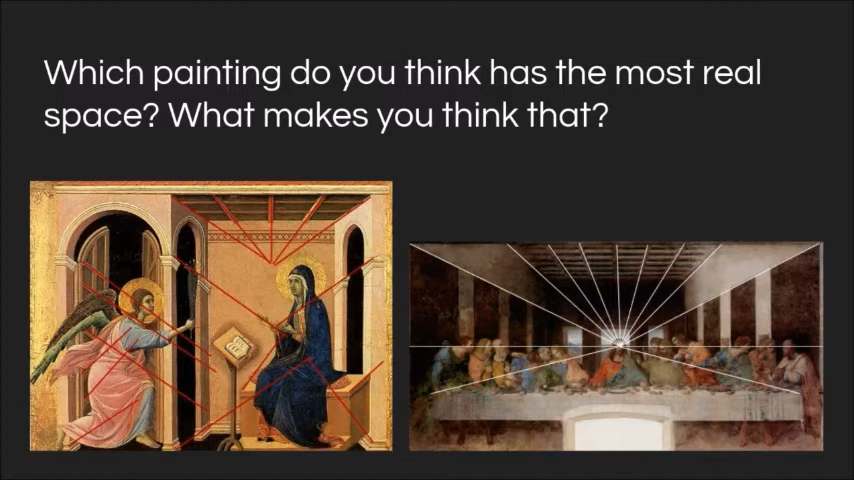 Which painting do you think has the most real
space? What makes you think that?